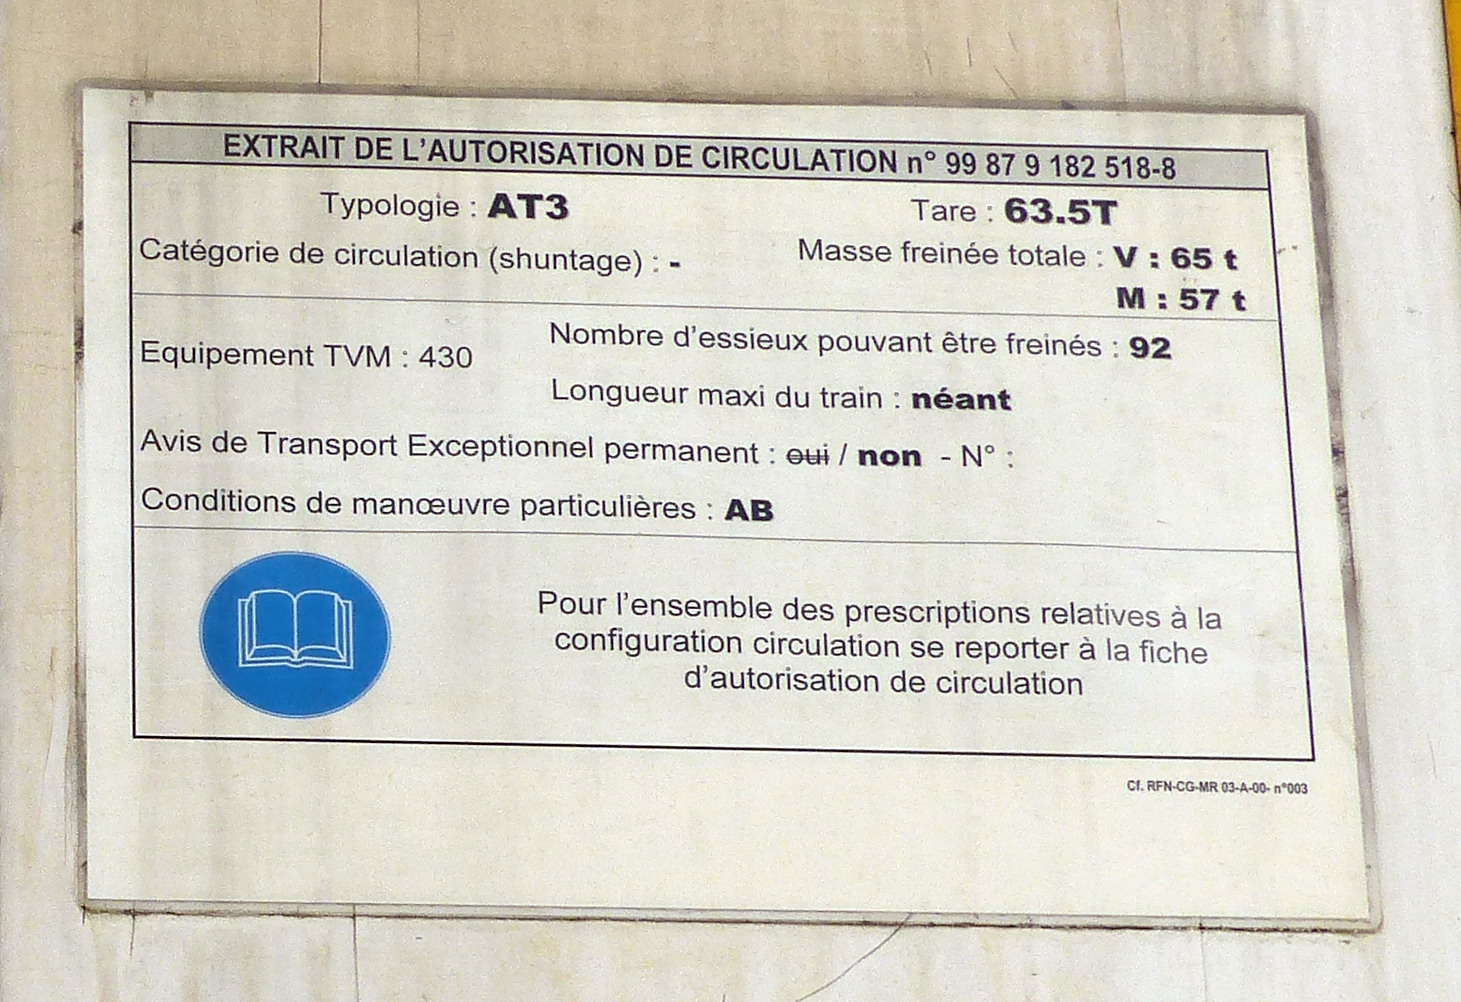 EXTRAIT DE L'AUTORISATION DE CIRCULATION n° 99 87 9 182 518-8
Typologie : AT3
Tare : 63.5T
Catégorie de circulation (shuntage) : -
Masse freinée totale : V : 65 t
M : 57 t
Equipement TVM : 430
Nombre d'essieux pouvant être freinés : 92
Longueur maxi du train : néant
Avis de Transport Exceptionnel permanent : oui / non - N° :
Conditions de manœuvre particulières : AB
Pour l'ensemble des prescriptions relatives à la
configuration circulation se reporter à la fiche
d'autorisation de circulation
Cf. RFN-CG-MR 03-A-00- n°003